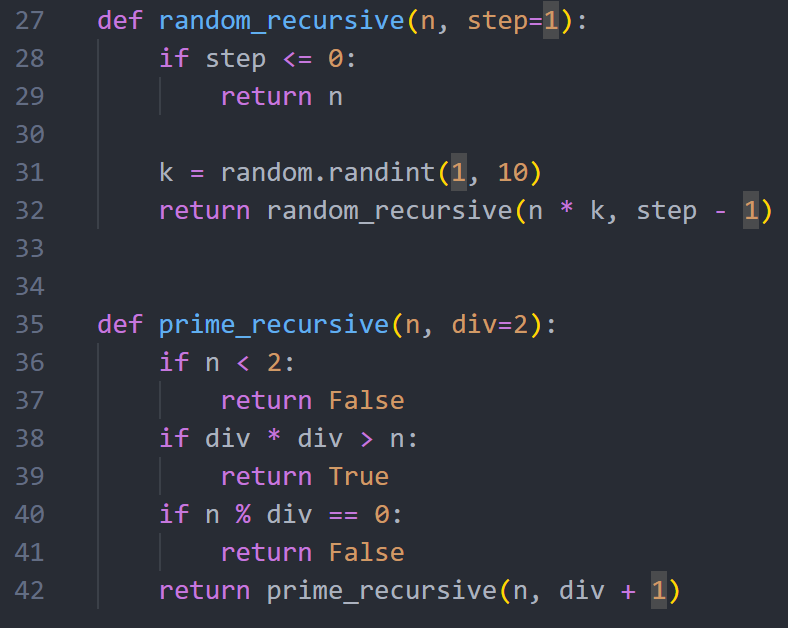 27 def random_recursive(n, step=1):
28     if step <= 0:
29         return n
30
31     k = random.randint(1, 10)
32     return random_recursive(n * k, step - 1)
33
34
35 def prime_recursive(n, div=2):
36     if n < 2:
37         return False
38     if div * div > n:
39         return True
40     if n % div == 0:
41         return False
42     return prime_recursive(n, div + 1)